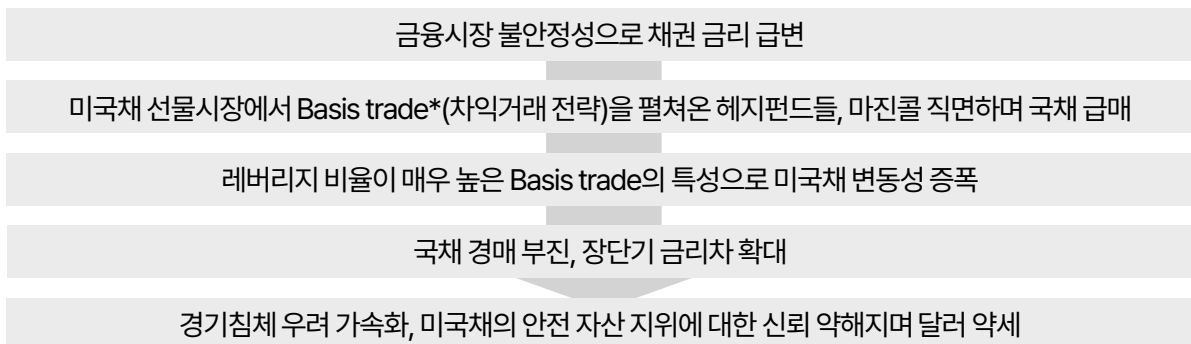 금융시장 불안정성으로 채권 금리 급변
미국채 선물시장에서 Basis trade*(차익거래 전략)을 펼쳐온 헤지펀드들, 마진콜 직면하며 국채 급매
레버리지 비율이 매우 높은 Basis trade의 특성으로 미국채 변동성 증폭
국채 경매 부진, 장단기 금리차 확대
경기침체 우려 가속화, 미국채의 안전 자산 지위에 대한 신뢰 약해지며 달러 약세